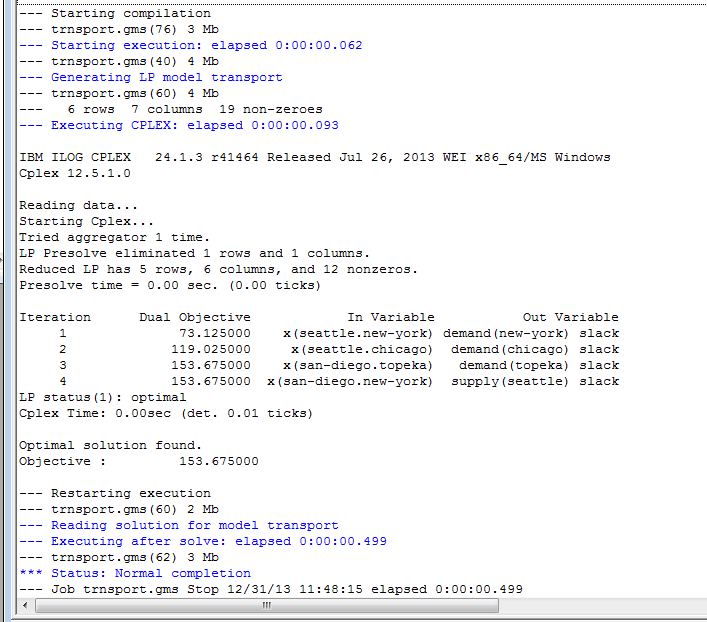 --- Starting compilation
--- trnsport.gms(76) 3 Mb
--- Starting execution: elapsed 0:00:00.062
--- trnsport.gms(40) 4 Mb
--- Generating LP model transport
--- trnsport.gms(60) 4 Mb
---   6 rows  7 columns  19 non-zeroes
--- Executing CPLEX: elapsed 0:00:00.093
IBM ILOG CPLEX   24.1.3 r41464 Released Jul 26, 2013 WEI x86_64/MS Windows
Cplex 12.5.1.0
Reading data...
Starting Cplex...
Tried aggregator 1 time.
LP Presolve eliminated 1 rows and 1 columns.
Reduced LP has 5 rows, 6 columns, and 12 nonzeros.
Presolve time = 0.00 sec. (0.00 ticks)
Iteration      Dual Objective            In Variable           Out Variable
     1              73.125000    x(seattle.new-york) demand(new-york) slack
     2             119.025000     x(seattle.chicago)  demand(chicago) slack
     3             153.675000    x(san-diego.topeka)   demand(topeka) slack
     4             153.675000  x(san-diego.new-york)  supply(seattle) slack
LP status(1): optimal
Cplex Time: 0.00sec (det. 0.01 ticks)
Optimal solution found.
Objective :         153.675000
--- Restarting execution
--- trnsport.gms(60) 2 Mb
--- Reading solution for model transport
--- Executing after solve: elapsed 0:00:00.499
--- trnsport.gms(62) 3 Mb
*** Status: Normal completion
--- Job trnsport.gms Stop 12/31/13 11:48:15 elapsed 0:00:00.499